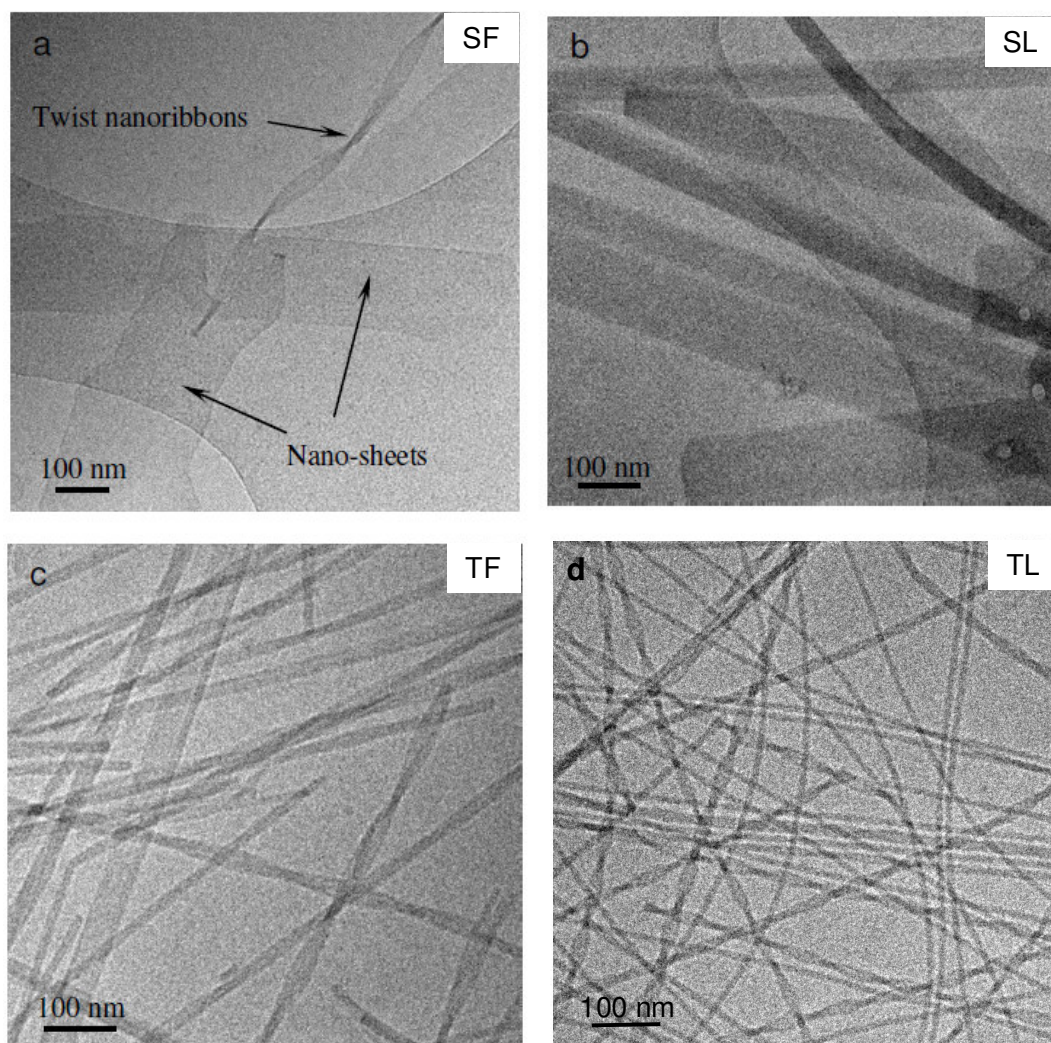 a
SF
Twist nanoribbons
Nano-sheets
100 nm
b
SL
100 nm
c
TF
100 nm
d
TL
100 nm